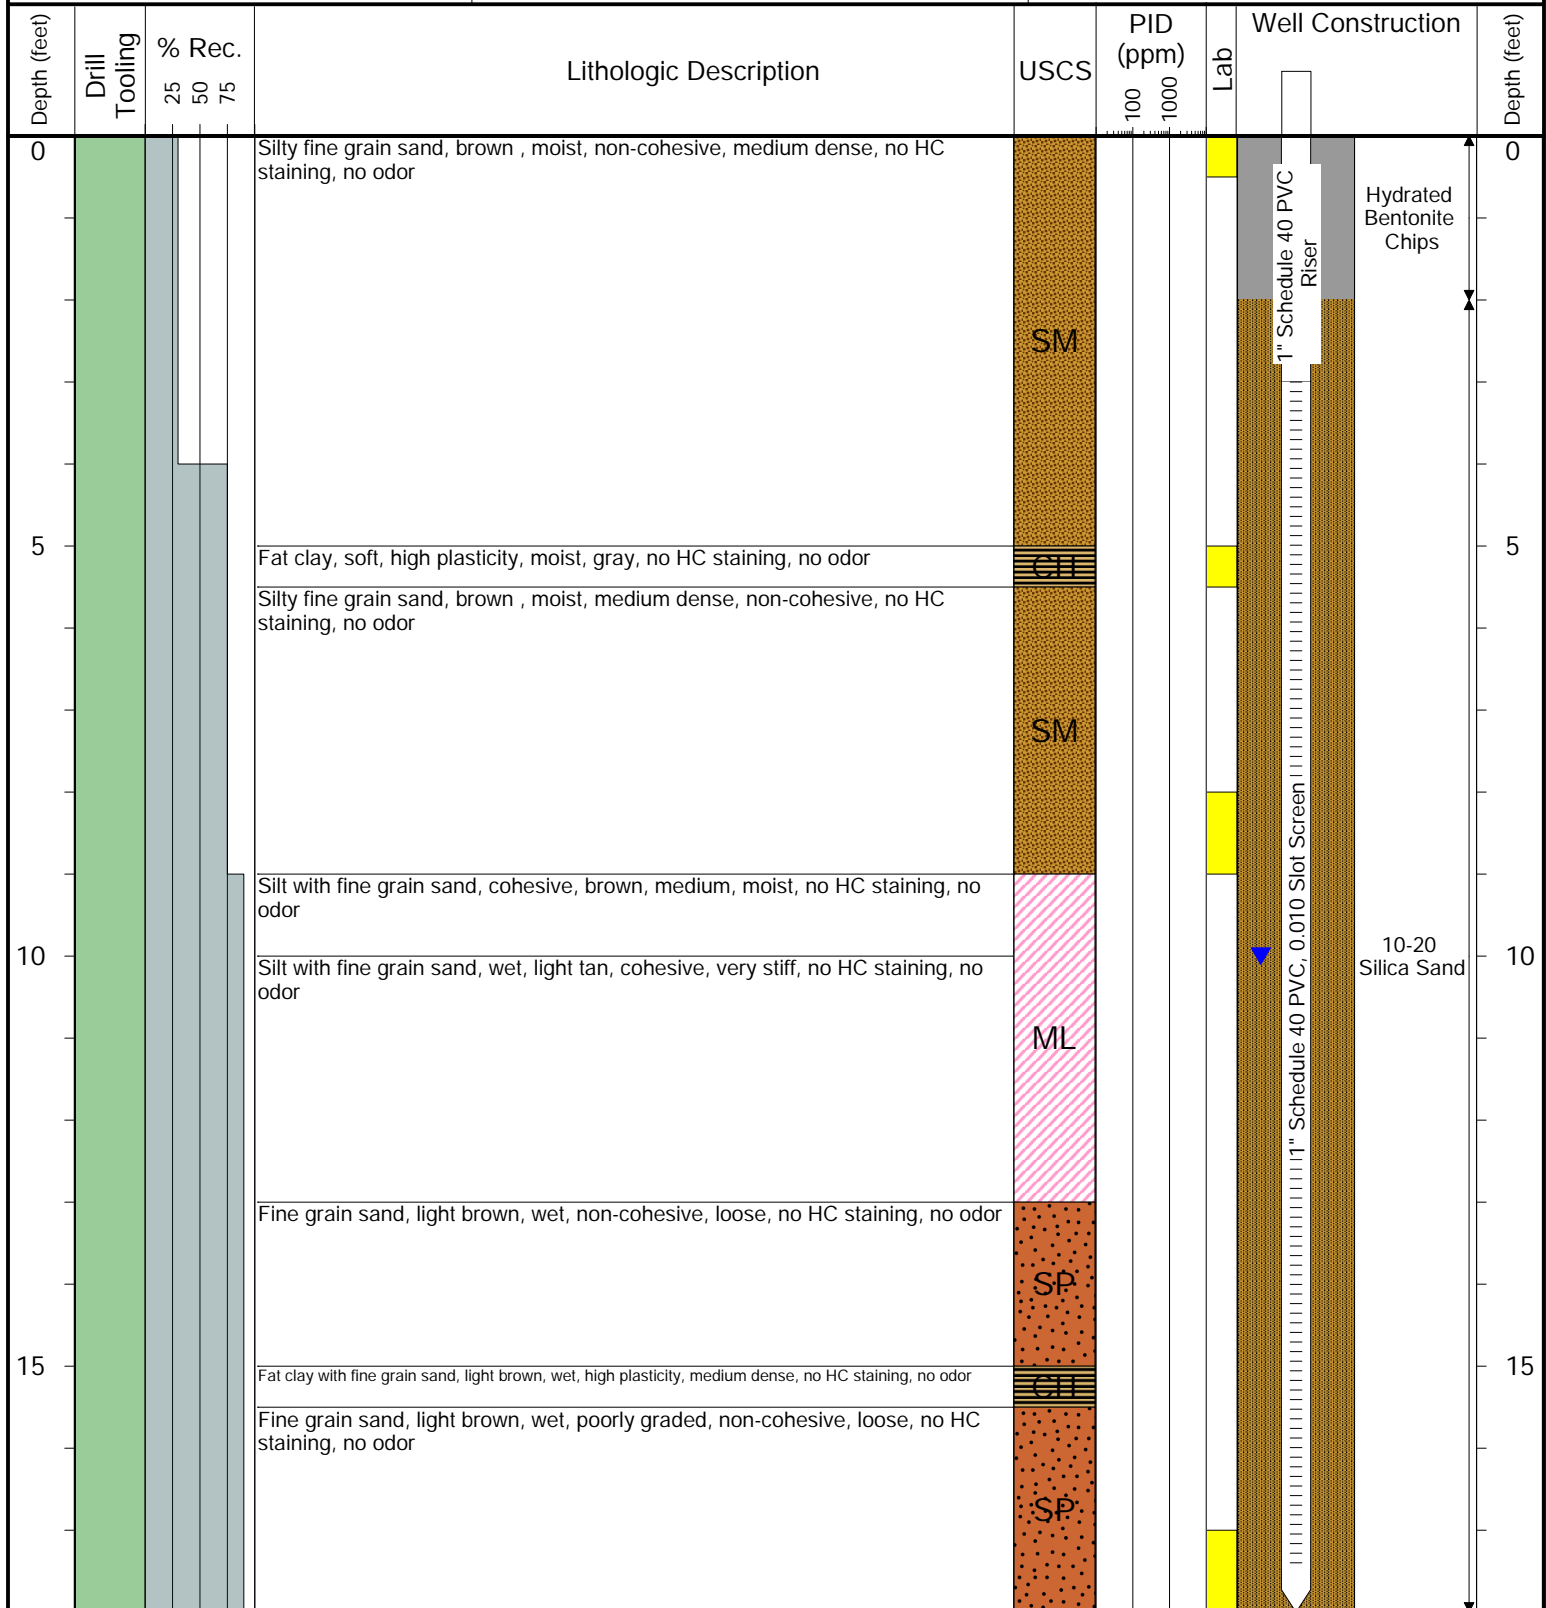 Depth (feet)
Drill
Tooling
% Rec.
25
50
75
Lithologic Description
USCS
PID
(ppm)
100
1000
Lab
Well Construction
Depth (feet)
0
Silty fine grain sand, brown , moist, non-cohesive, medium dense, no HC
staining, no odor
SM
1" Schedule 40 PVC
Riser
Hydrated
Bentonite
Chips
0
5
Fat clay, soft, high plasticity, moist, gray, no HC staining, no odor
CH
5
Silty fine grain sand, brown , moist, medium dense, non-cohesive, no HC
staining, no odor
SM
Silt with fine grain sand, cohesive, brown, medium, moist, no HC staining, no
odor
10
Silt with fine grain sand, wet, light tan, cohesive, very stiff, no HC staining, no
odor
ML
1" Schedule 40 PVC, 0.010 Slot Screen
10-20
Silica Sand
10
Fine grain sand, light brown, wet, non-cohesive, loose, no HC staining, no odor
SP
15
Fat clay with fine grain sand, light brown, wet, high plasticity, medium dense, no HC staining, no odor
CH
15
Fine grain sand, light brown, wet, poorly graded, non-cohesive, loose, no HC
staining, no odor
SP